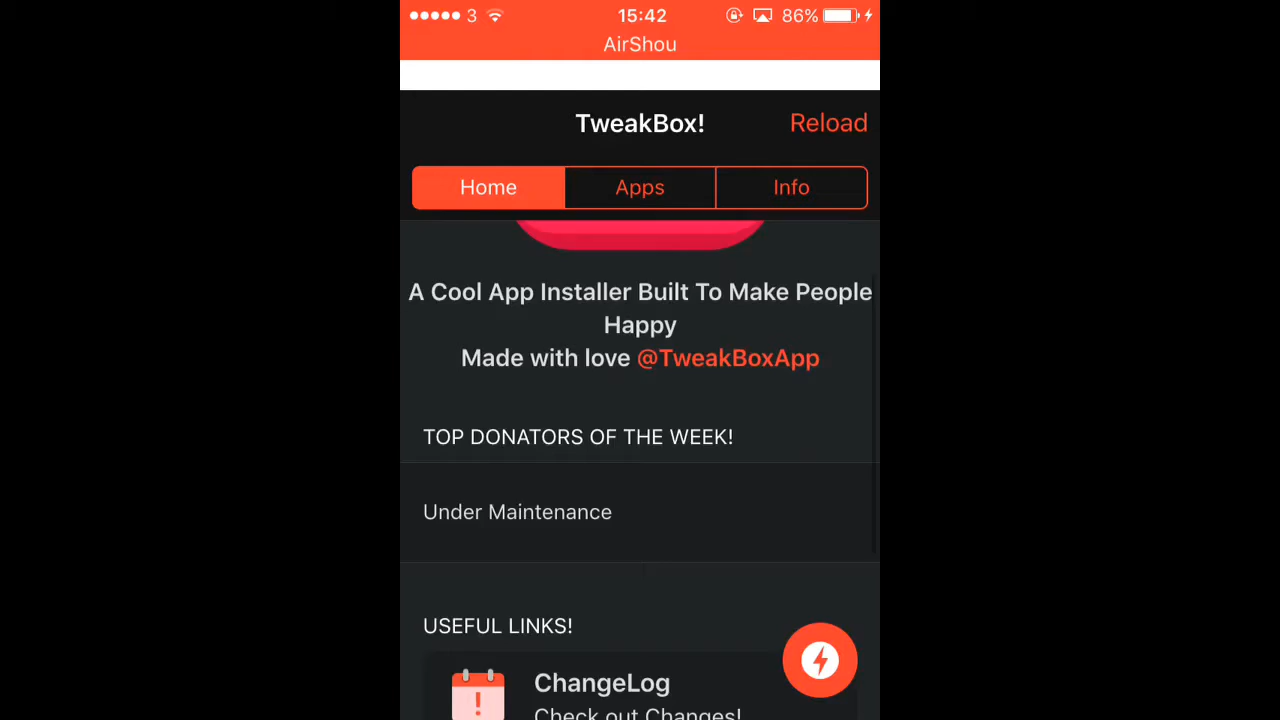 3 15:42 86%
AirShou
TweakBox! Reload
Home Apps Info
A Cool App Installer Built To Make People
Happy
Made with love @TweakBoxApp
TOP DONATORS OF THE WEEK!
Under Maintenance
USEFUL LINKS!
ChangeLog
Check out Changes!